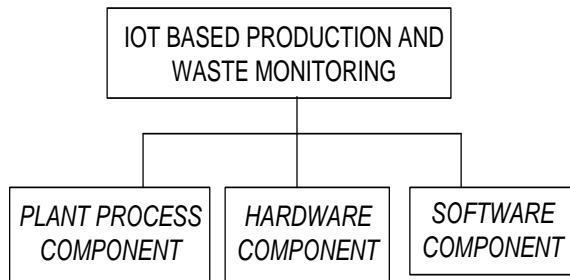 IOT BASED PRODUCTION AND
WASTE MONITORING
PLANT PROCESS
COMPONENT
HARDWARE
COMPONENT
SOFTWARE
COMPONENT